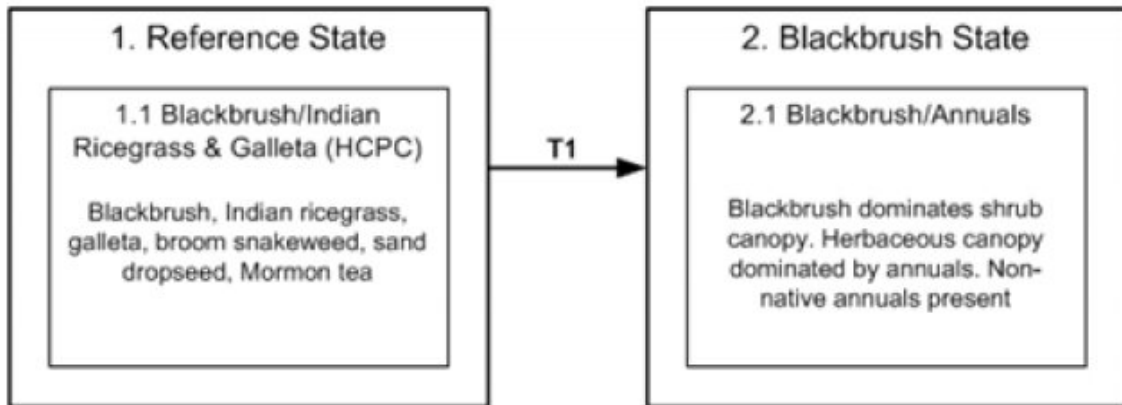 1. Reference State
1.1 Blackbrush/Indian
Ricegrass & Galleta (HCPC)
Blackbrush, Indian ricegrass,
galleta, broom snakeweed, sand
dropseed, Mormon tea
T1
2. Blackbrush State
2.1 Blackbrush/Annuals
Blackbrush dominates shrub
canopy. Herbaceous canopy
dominated by annuals. Non-
native annuals present